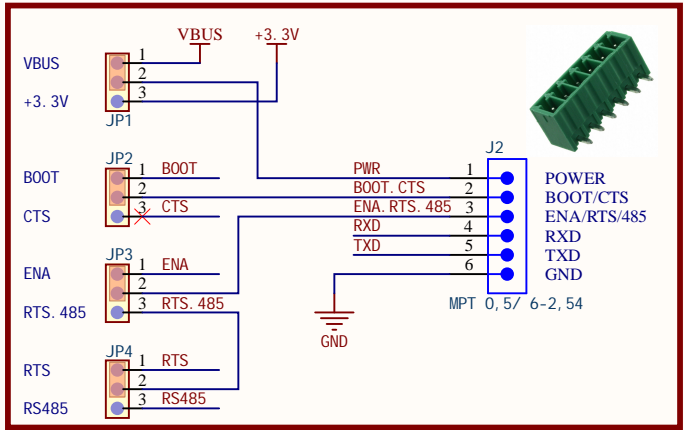 VBUS +3.3V
VBUS 1
2
+3.3V 3
JP1
JP2
BOOT 1 BOOT
2
CTS 3 CTS
JP3
ENA 1 ENA
2
RTS.485 3 RTS.485
JP4
RTS 1 RTS
2
RS485 3 RS485
J2
PWR 1 POWER
BOOT.CTS 2 BOOT/CTS
ENA.RTS.485 3 ENA/RTS/485
RXD 4 RXD
TXD 5 TXD
6 GND
MPT 0,5/ 6-2,54
GND